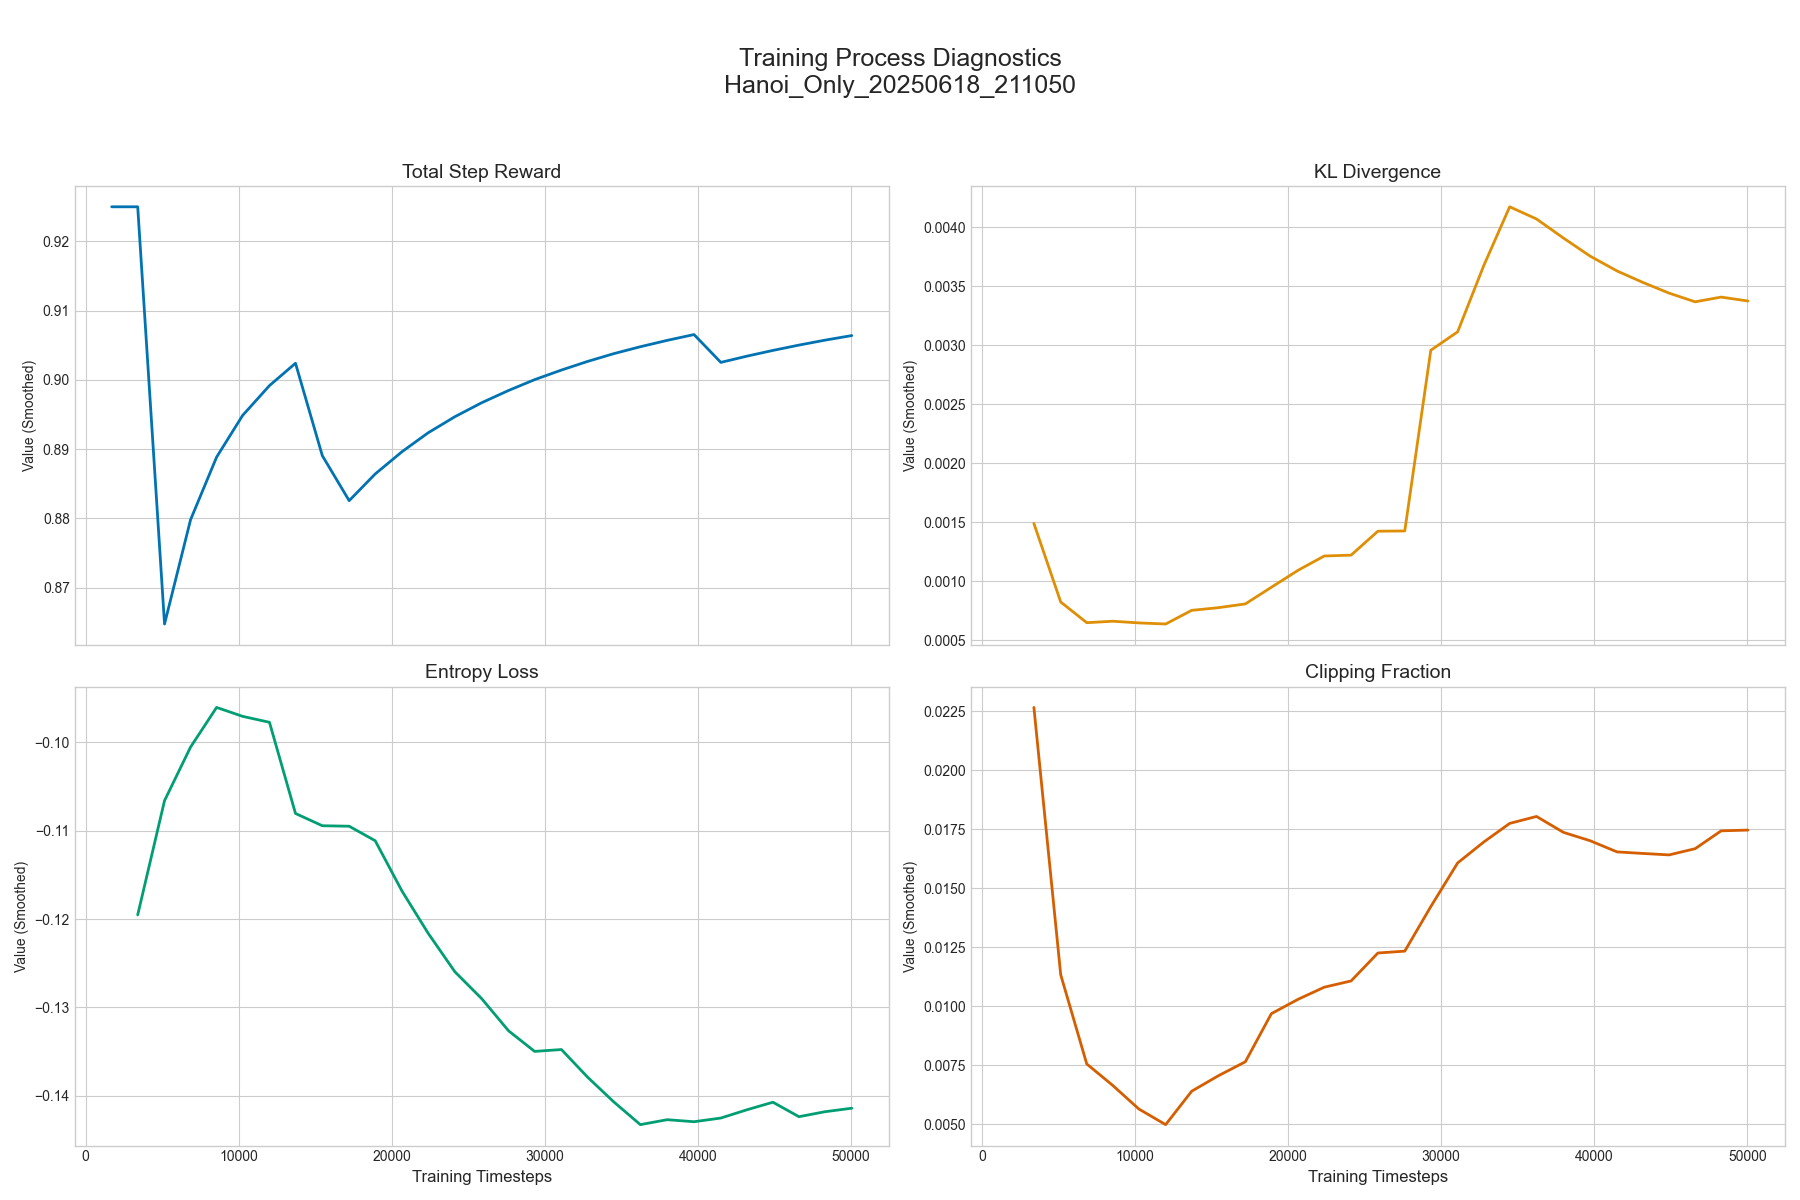 Training Process Diagnostics
Hanoi_Only_20250618_211050
Total Step Reward
Value (Smoothed)
0.92
0.91
0.90
0.89
0.88
0.87
KL Divergence
Value (Smoothed)
0.0040
0.0035
0.0030
0.0025
0.0020
0.0015
0.0010
0.0005
Entropy Loss
Value (Smoothed)
−0.10
−0.11
−0.12
−0.13
−0.14
0 10000 20000 30000 40000 50000
Training Timesteps
Clipping Fraction
Value (Smoothed)
0.0225
0.0200
0.0175
0.0150
0.0125
0.0100
0.0075
0.0050
0 10000 20000 30000 40000 50000
Training Timesteps